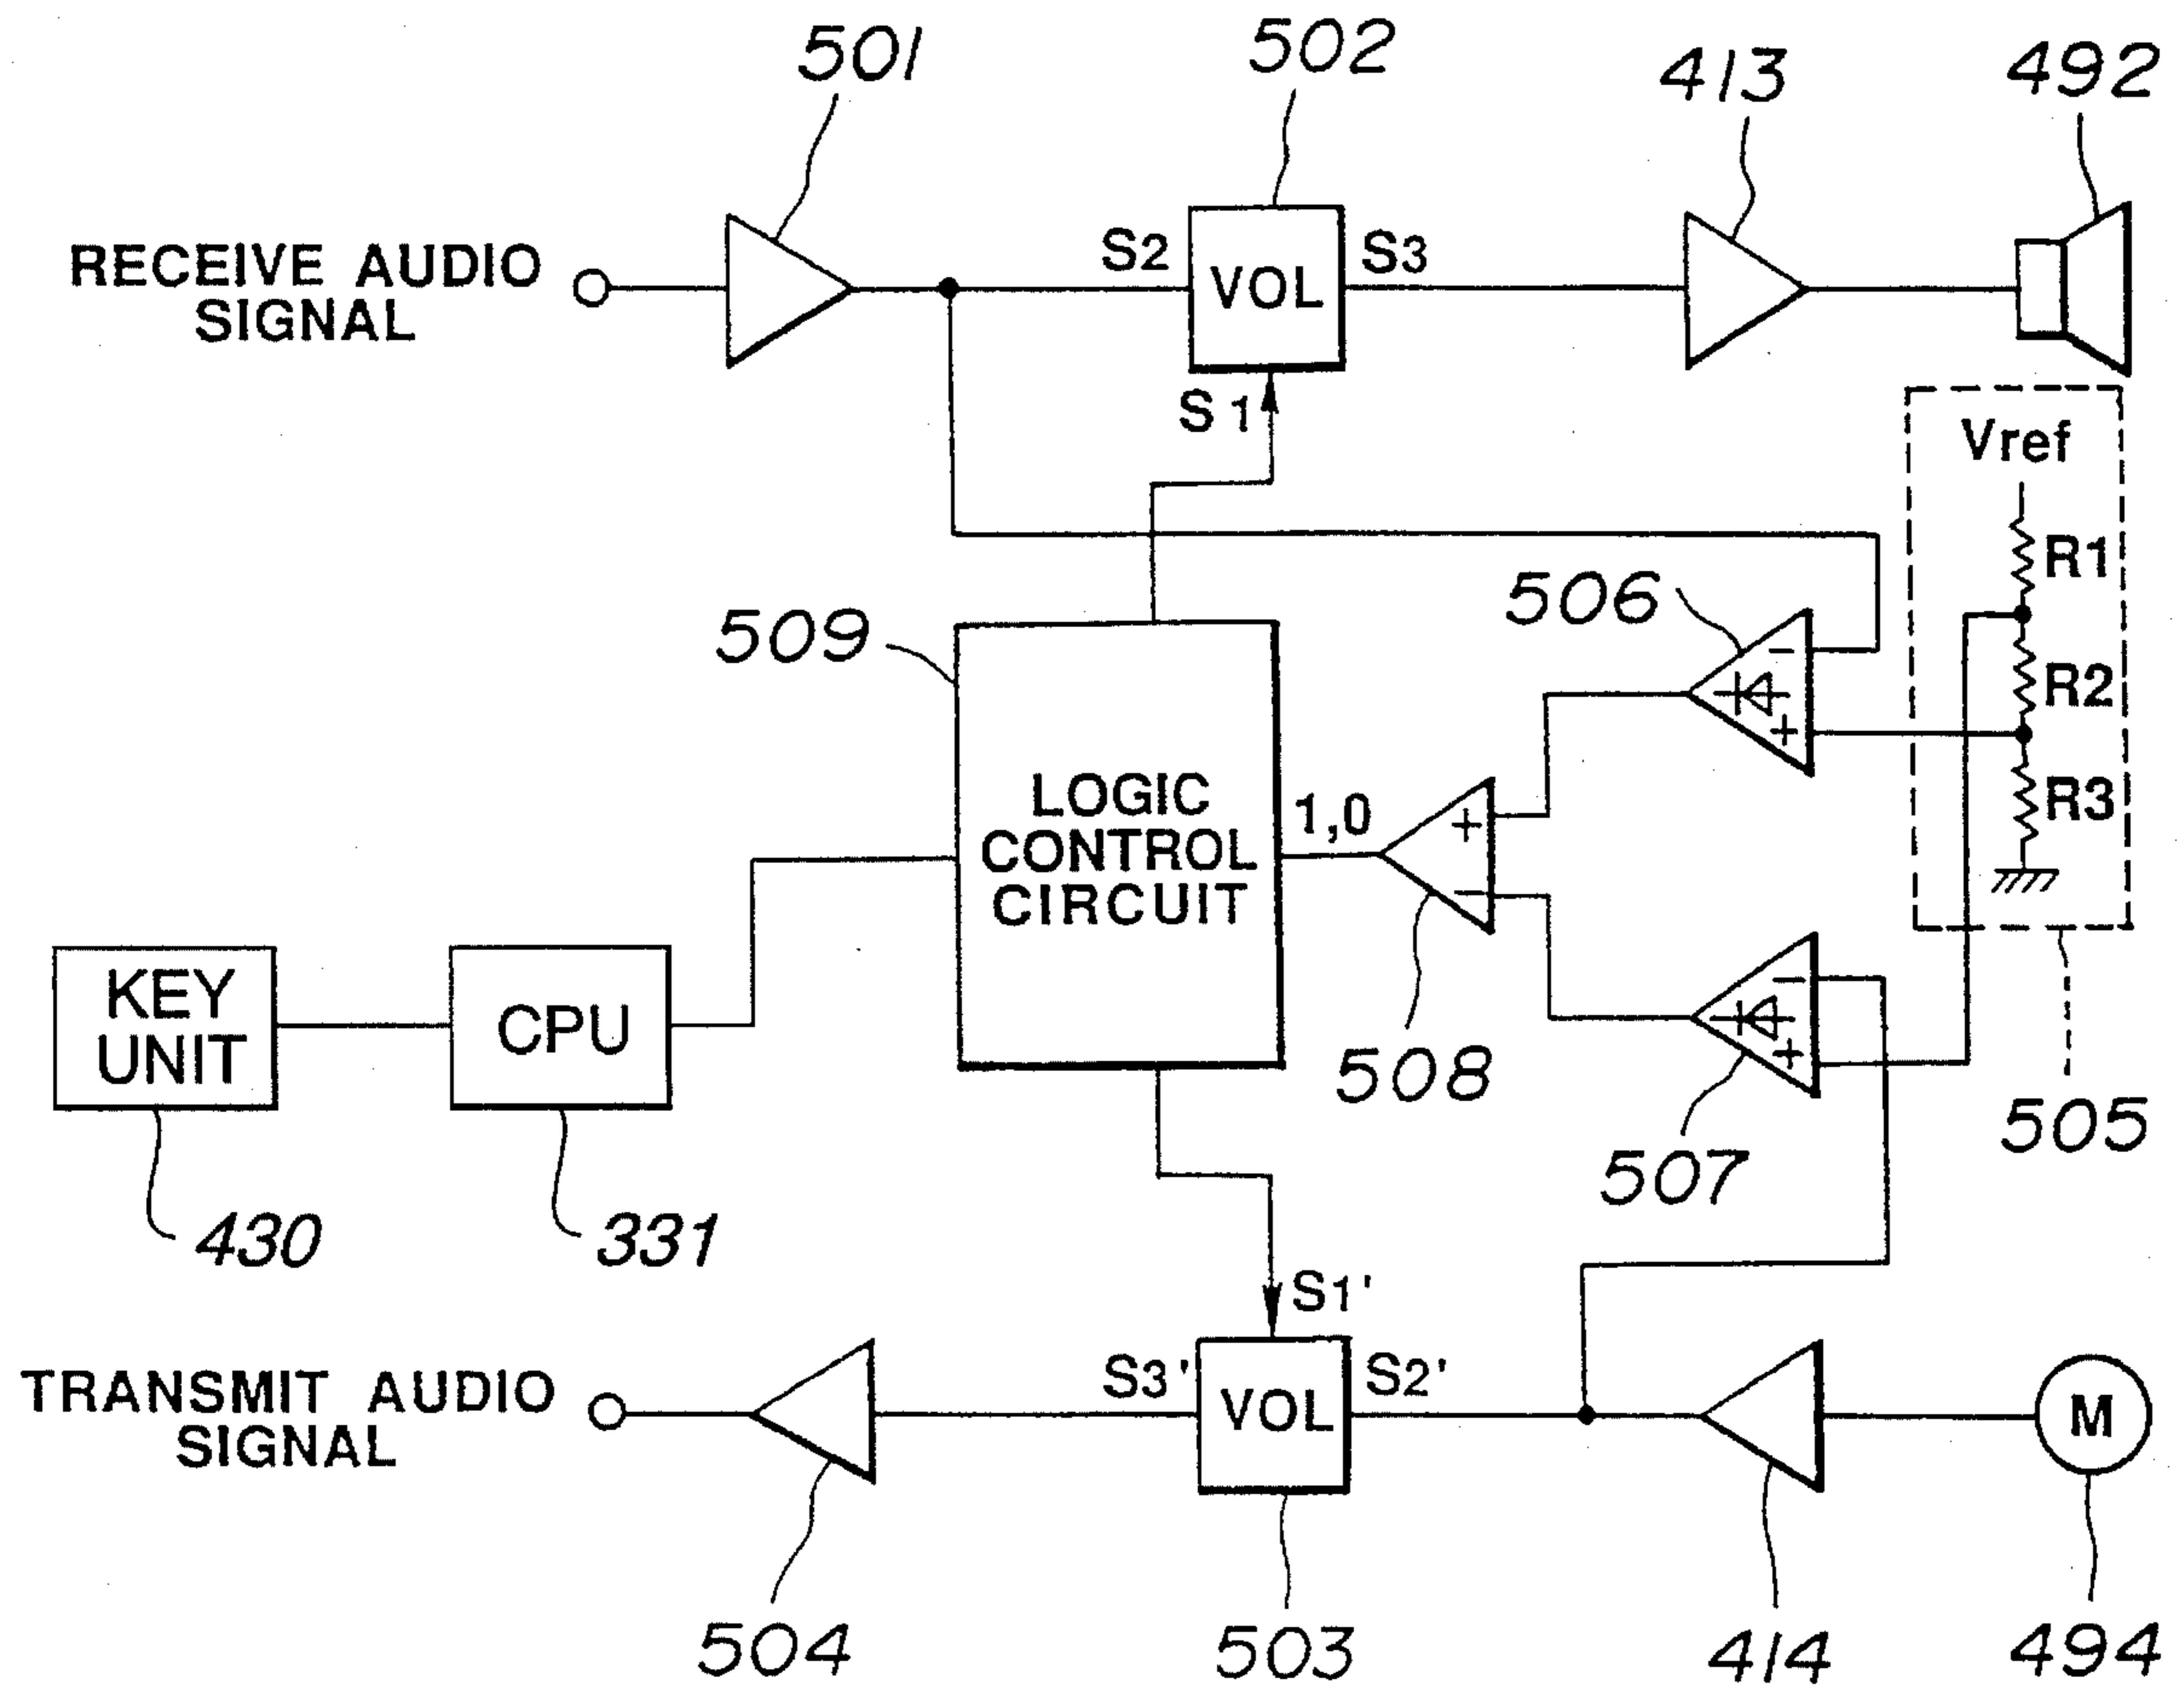 501
502
413
492
RECEIVE AUDIO
SIGNAL
S2
VOL
S3
S1
Vref
R1
R2
R3
506
-
+
509
LOGIC
CONTROL
CIRCUIT
1,0
+
-
508
-
+
507
505
KEY
UNIT
CPU
430
331
S1'
TRANSMIT AUDIO
SIGNAL
S3'
VOL
S2'
M
504
503
414
494